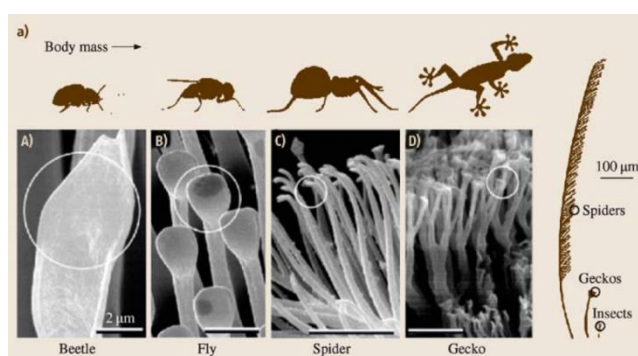 a)
Body mass
A)
B)
C)
D)
100 μm
Spiders
Geckos
Insects
2 μm
Beetle
Fly
Spider
Gecko